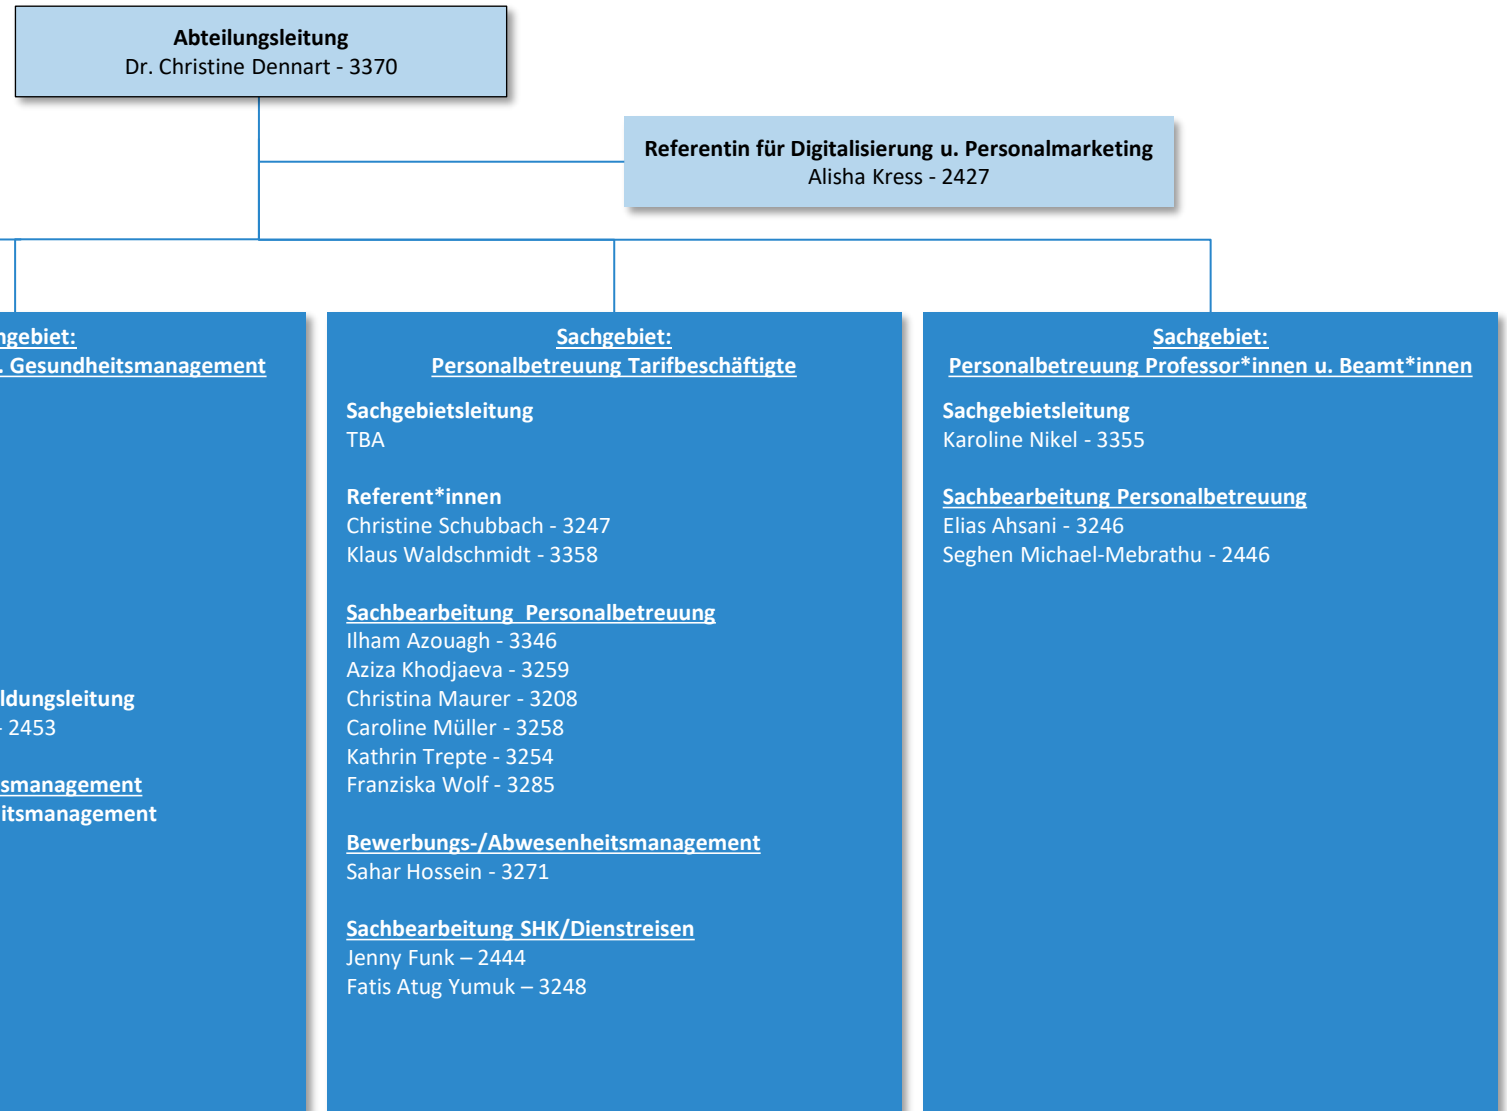 Abteilungsleitung
Dr. Christine Dennart - 3370
Referentin für Digitalisierung u. Personalmarketing
Alisha Kress - 2427
. Gesundheitsmanagement
- 2453
Sachgebiet:
Personalbetreuung Tarifbeschäftigte
Sachgebietsleitung
TBA
Referent*innen
Christine Schubbach - 3247
Klaus Waldschmidt - 3358
Sachbearbeitung Personalbetreuung
Ilham Azouagh - 3346
Aziza Khodjaeva - 3259
Christina Maurer - 3208
Caroline Müller - 3258
Kathrin Trepte - 3254
Franziska Wolf - 3285
Bewerbungs-/Abwesenheitsmanagement
Sahar Hossein - 3271
Sachbearbeitung SHK/Dienstreisen
Jenny Funk – 2444
Fatis Atug Yumuk – 3248
Sachgebiet:
Personalbetreuung Professor*innen u. Beamt*innen
Sachgebietsleitung
Karoline Nikel - 3355
Sachbearbeitung Personalbetreuung
Elias Ahsani - 3246
Seghen Michael-Mebrathu - 2446